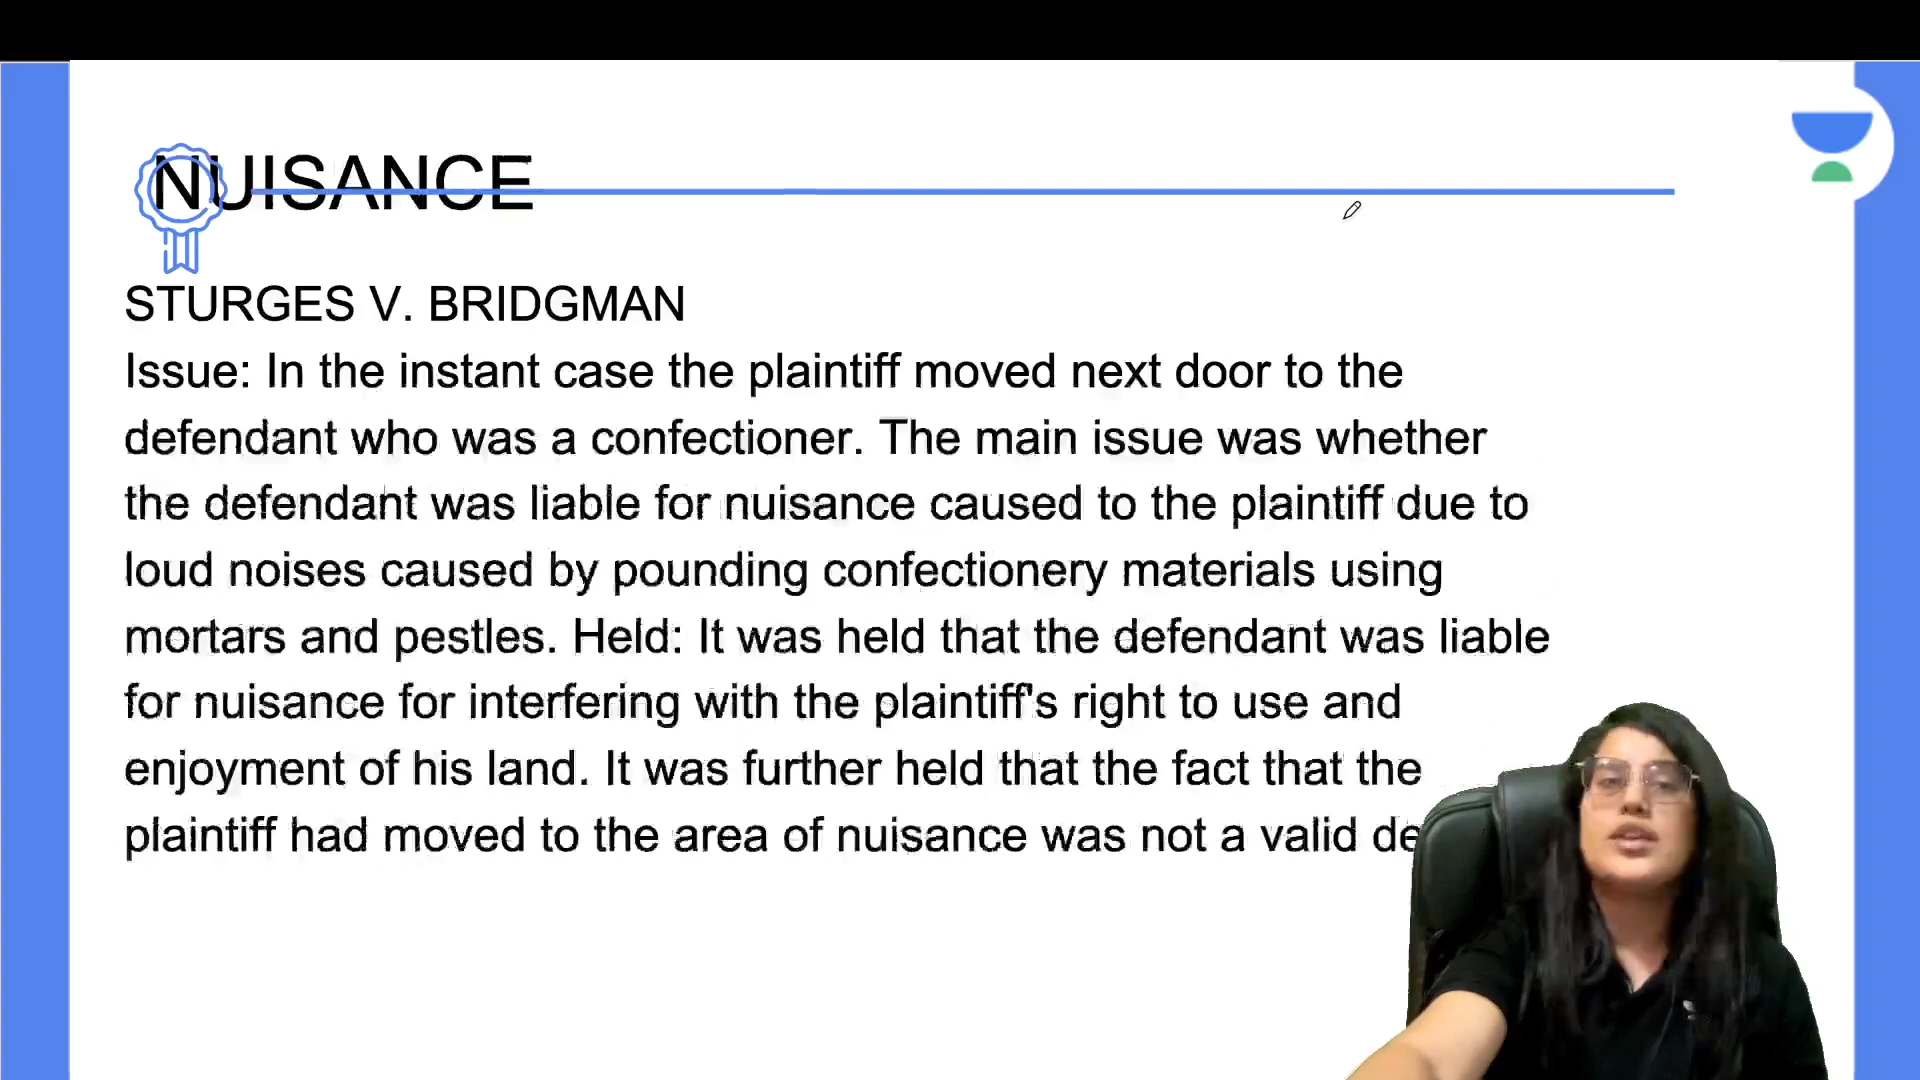 NUISANCE
STURGES V. BRIDGMAN
Issue: In the instant case the plaintiff moved next door to the
defendant who was a confectioner. The main issue was whether
the defendant was liable for nuisance caused to the plaintiff due to
loud noises caused by pounding confectionery materials using
mortars and pestles. Held: It was held that the defendant was liable
for nuisance for interfering with the plaintiff's right to use and
enjoyment of his land. It was further held that the fact that the
plaintiff had moved to the area of nuisance was not a valid